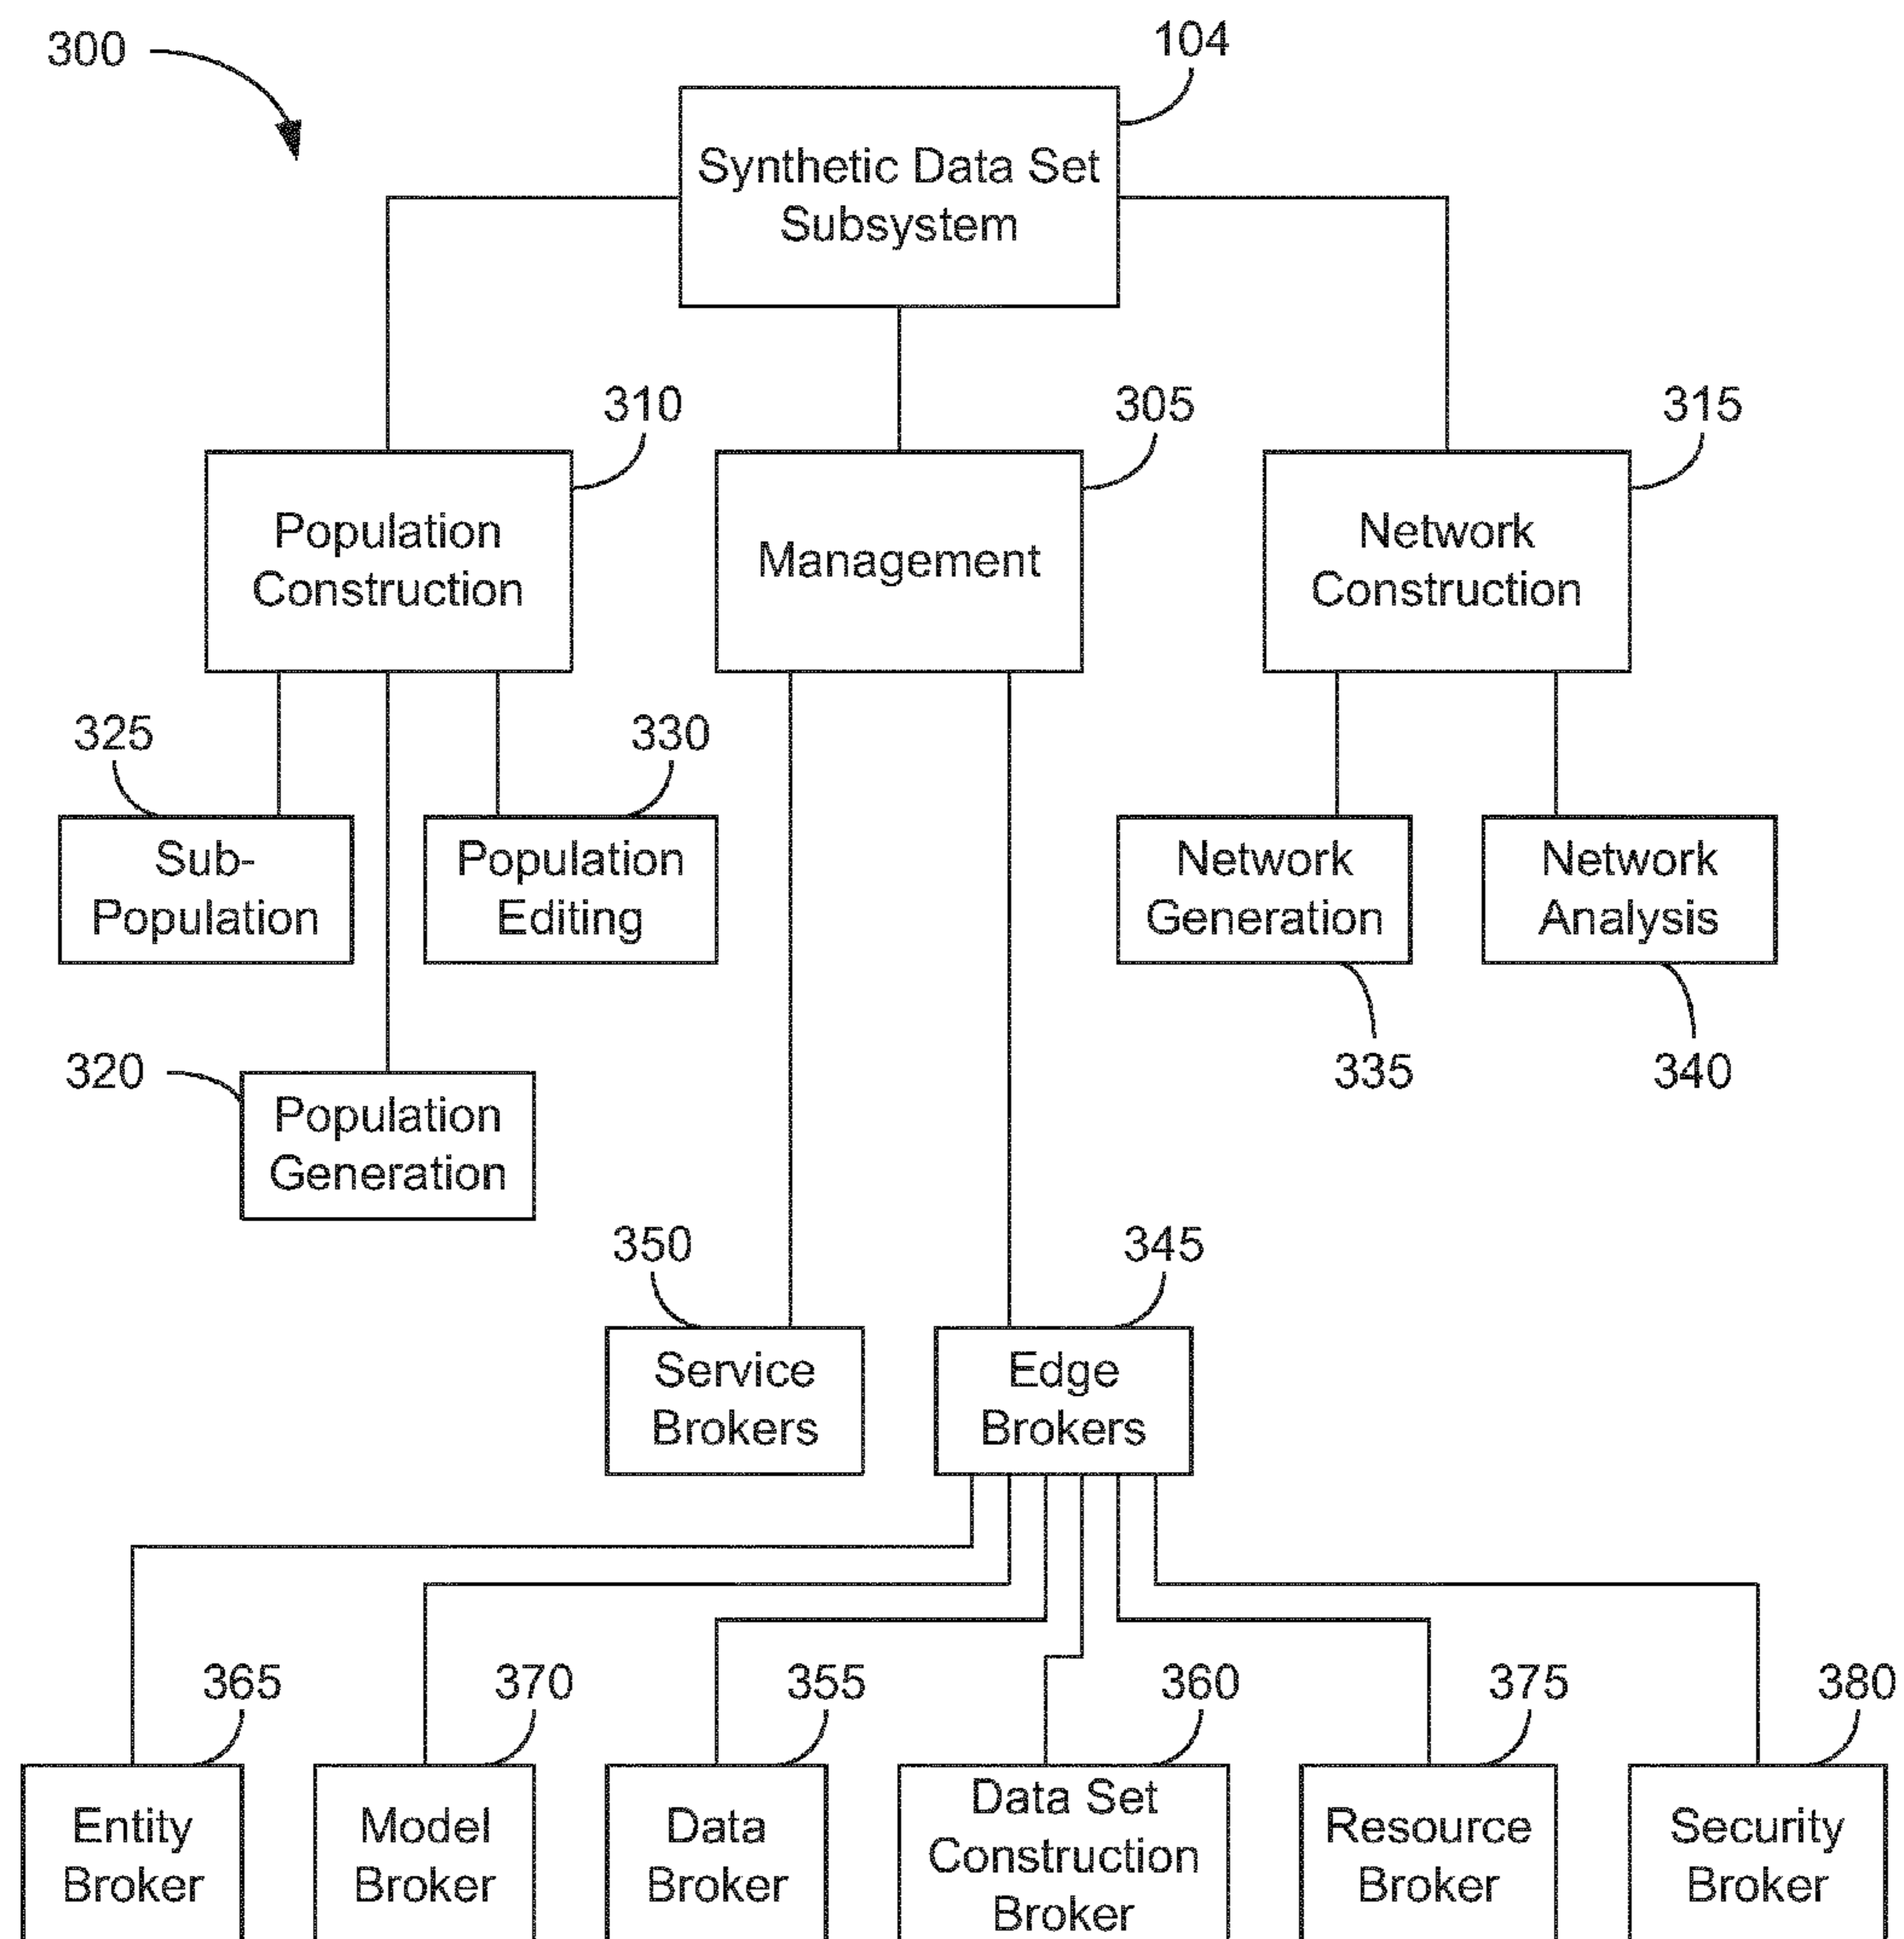 300
104
Synthetic Data Set
Subsystem
310
305
315
Population
Construction
Management
Network
Construction
325
330
Sub-
Population
Population
Editing
Network
Generation
Network
Analysis
335
340
320
Population
Generation
350
345
Service
Brokers
Edge
Brokers
365
370
355
360
375
380
Entity
Broker
Model
Broker
Data
Broker
Data Set
Construction
Broker
Resource
Broker
Security
Broker